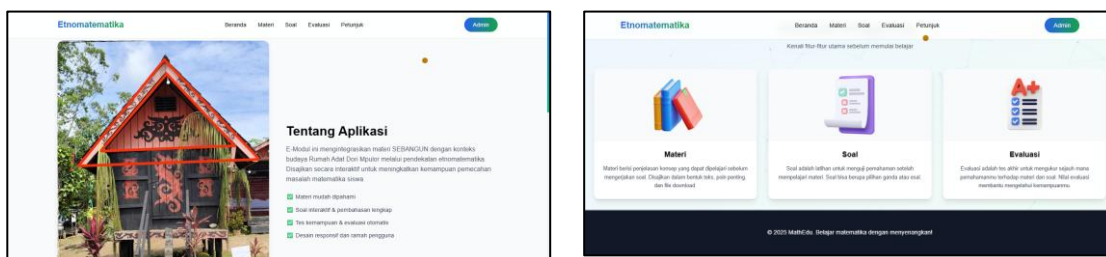 Etnomatematika
Beranda Materi Soal Evaluasi Petunjuk
Admin
Tentang Aplikasi
E-Modul ini mengintegrasikan materi SEBANGUN dengan konteks
budaya Rumah Adat Dori Mpulor melalui pendekatan etnomatematika
Disajikan secara interaktif untuk meningkatkan kemampuan pemecahan
masalah matematika siswa
Materi mudah dipahami
Soal interaktif & pembahasan lengkap
Tes kemampuan & evaluasi otomatis
Desain responsif dan ramah pengguna
Etnomatematika
Beranda Materi Soal Evaluasi Petunjuk
Admin
Kenali fitur-fitur utama sebelum memulai belajar
A+
Materi
Materi berisi penjelasan konsep yang dapat dipelajari sebelum
mengerjakan soal. Disajikan dalam bentuk teks, poin penting,
dan file download.
Soal
Soal adalah latihan untuk menguji pemahaman setelah
mempelajari materi. Soal bisa berupa pilihan ganda atau esai.
Evaluasi
Evaluasi adalah tes akhir untuk mengukur sejauh mana
pemahamanmu terhadap materi dan soal. Nilai evaluasi
membantu mengetahui kemampuanmu.
© 2025 MathEdu. Belajar matematika dengan menyenangkan!